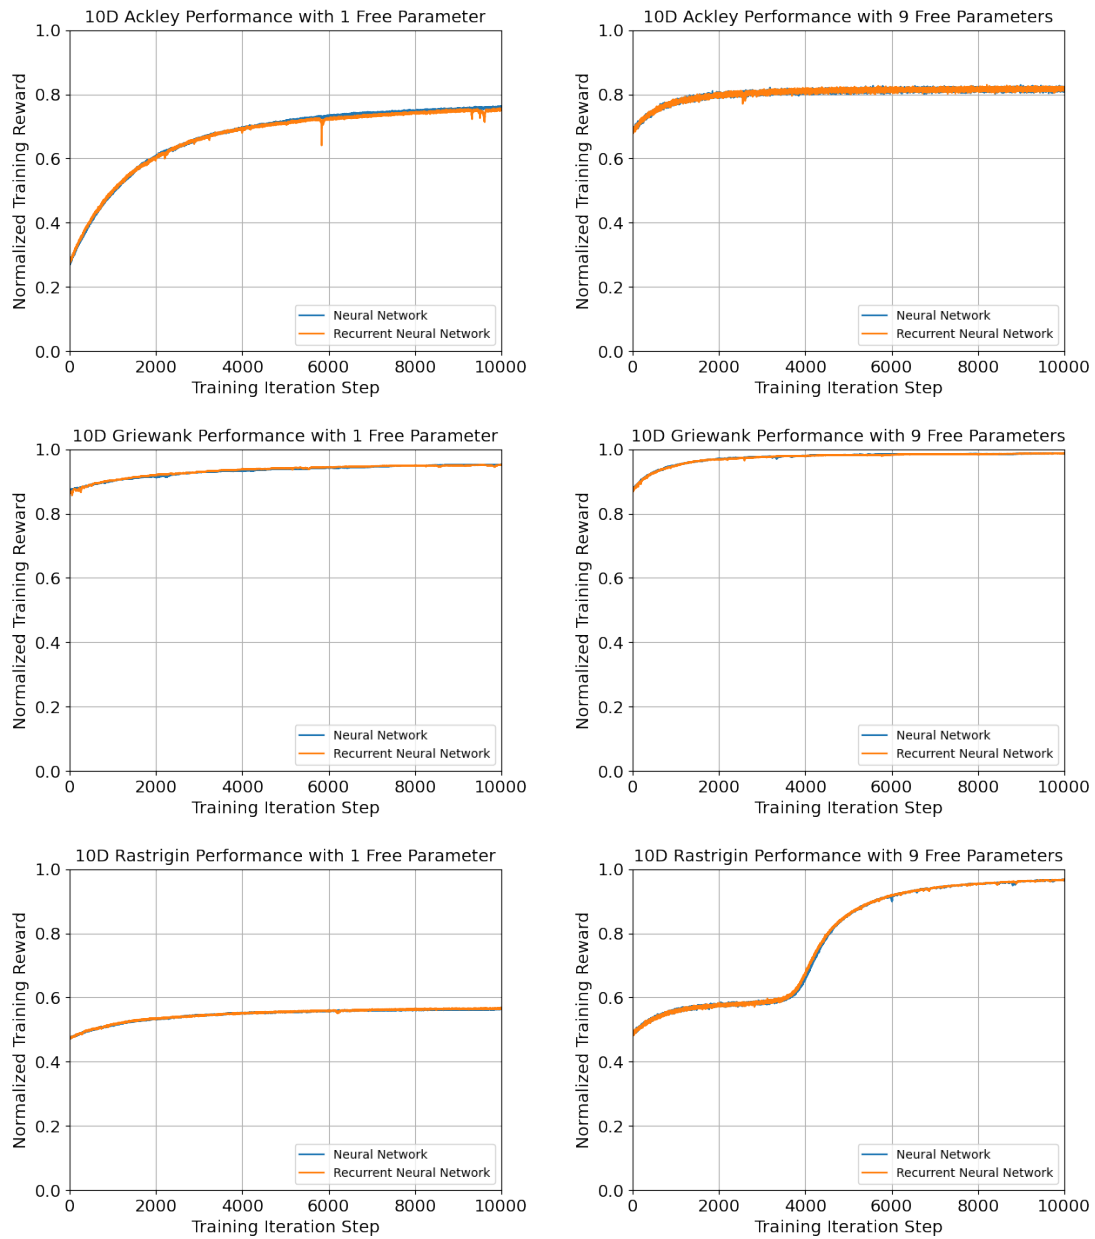 10D Ackley Performance with 1 Free Parameter
1.0
0.8
0.6
0.4
0.2
0.0
Normalized Training Reward
Neural Network
Recurrent Neural Network
0 2000 4000 6000 8000 10000
Training Iteration Step
10D Ackley Performance with 9 Free Parameters
1.0
0.8
0.6
0.4
0.2
0.0
Normalized Training Reward
Neural Network
Recurrent Neural Network
0 2000 4000 6000 8000 10000
Training Iteration Step
10D Griewank Performance with 1 Free Parameter
1.0
0.8
0.6
0.4
0.2
0.0
Normalized Training Reward
Neural Network
Recurrent Neural Network
0 2000 4000 6000 8000 10000
Training Iteration Step
10D Griewank Performance with 9 Free Parameters
1.0
0.8
0.6
0.4
0.2
0.0
Normalized Training Reward
Neural Network
Recurrent Neural Network
0 2000 4000 6000 8000 10000
Training Iteration Step
10D Rastrigin Performance with 1 Free Parameter
1.0
0.8
0.6
0.4
0.2
0.0
Normalized Training Reward
Neural Network
Recurrent Neural Network
0 2000 4000 6000 8000 10000
Training Iteration Step
10D Rastrigin Performance with 9 Free Parameters
1.0
0.8
0.6
0.4
0.2
0.0
Normalized Training Reward
Neural Network
Recurrent Neural Network
0 2000 4000 6000 8000 10000
Training Iteration Step